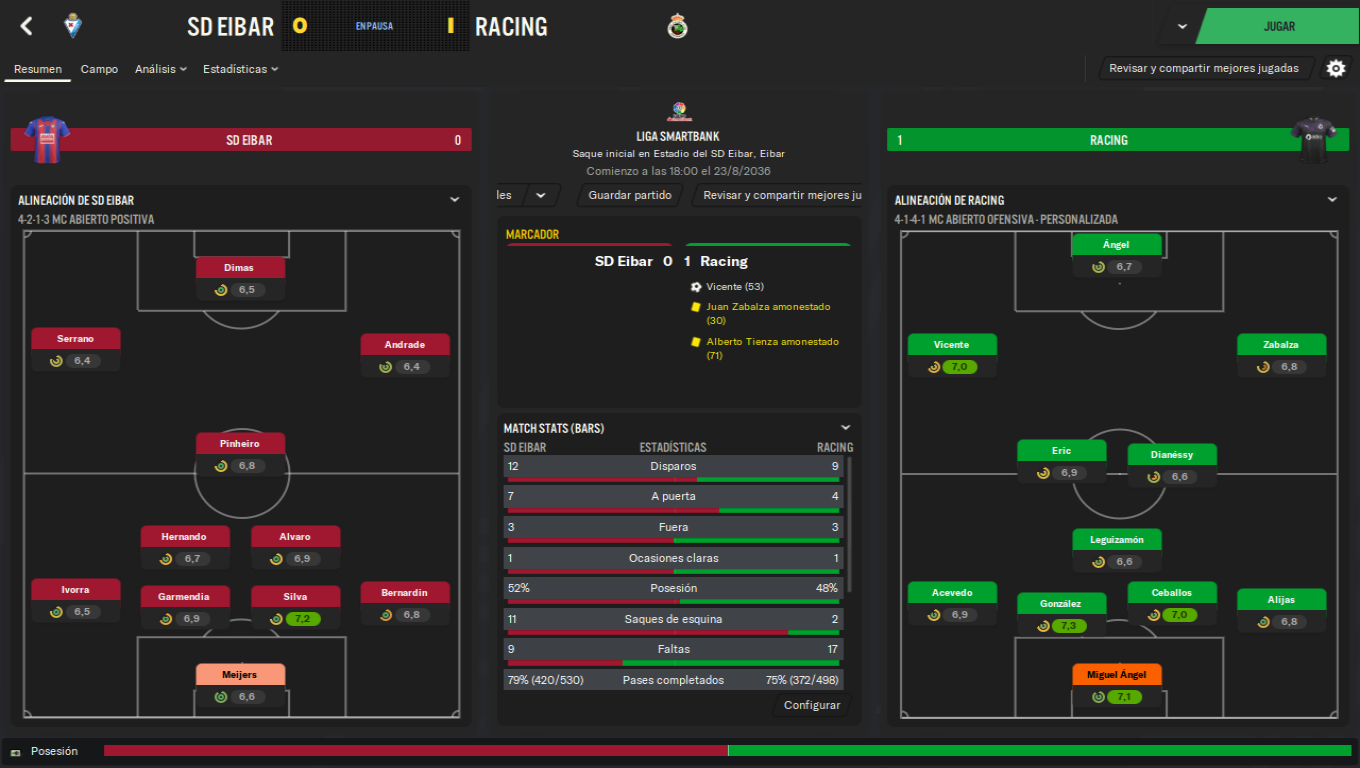 SD EIBAR 0 EN PAUSA 1 RACING
JUGAR
Resumen Campo Análisis Estadísticas
Revisar y compartir mejores jugadas
SD EIBAR 0
LIGA SMARTBANK
Saque inicial en Estadio del SD Eibar, Eibar
Comienzo a las 18:00 el 23/8/2036
les Guardar partido Revisar y compartir mejores ju
1 RACING
ALINEACIÓN DE SD EIBAR
4-2-1-3 MC ABIERTO POSITIVA
Dimas
6,5
Serrano
6,4
Andrade
6,4
Pinheiro
6,8
Hernando
6,7
Alvaro
6,9
Ivorra
6,5
Garmendia
6,9
Silva
7,2
Bernardin
6,8
Meijers
6,6
MARCADOR
SD Eibar 0 1 Racing
Vicente (53)
Juan Zabalza amonestado
(30)
Alberto Tienza amonestado
(71)
MATCH STATS (BARS)
SD EIBAR ESTADÍSTICAS RACING
12 Disparos 9
7 A puerta 4
3 Fuera 3
1 Ocasiones claras 1
52% Posesión 48%
11 Saques de esquina 2
9 Faltas 17
79% (420/530) Pases completados 75% (372/498)
Configurar
ALINEACIÓN DE RACING
4-1-4-1 MC ABIERTO OFENSIVA - PERSONALIZADA
Ángel
6,7
Vicente
7,0
Zabalza
6,8
Eric
6,9
Dianéssy
6,6
Leguizamón
6,6
Acevedo
6,9
González
7,3
Ceballos
7,0
Alijas
6,8
Miguel Ángel
7,1
Posesión